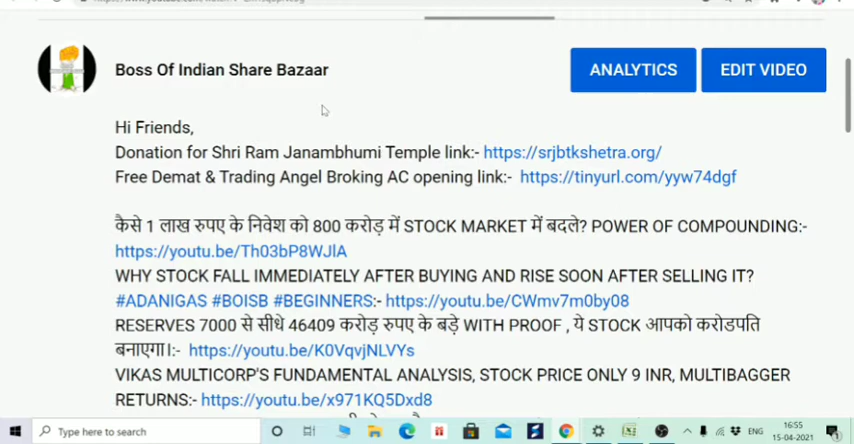 Boss Of Indian Share Bazaar
ANALYTICS
EDIT VIDEO
Hi Friends,
Donation for Shri Ram Janambhumi Temple link:- https://srjbtkshetra.org/
Free Demat & Trading Angel Broking AC opening link:- https://tinyurl.com/yyw74dgf
कैसे 1 लाख रुपए के निवेश को 800 करोड़ में STOCK MARKET में बदले? POWER OF COMPOUNDING:-
https://youtu.be/Th03bP8WJlA
WHY STOCK FALL IMMEDIATELY AFTER BUYING AND RISE SOON AFTER SELLING IT?
#ADANIGAS #BOISB #BEGINNERS:- https://youtu.be/CWmv7m0by08
RESERVES 7000 से सीधे 46409 करोड़ रुपए के बड़े WITH PROOF , ये STOCK आपको करोडपति
बनाएगा।:- https://youtu.be/K0VqvjNLVYs
VIKAS MULTICORP'S FUNDAMENTAL ANALYSIS, STOCK PRICE ONLY 9 INR, MULTIBAGGER
RETURNS:- https://youtu.be/x971KQ5Dxd8
Type here to search
ENG
16:55
15-04-2021